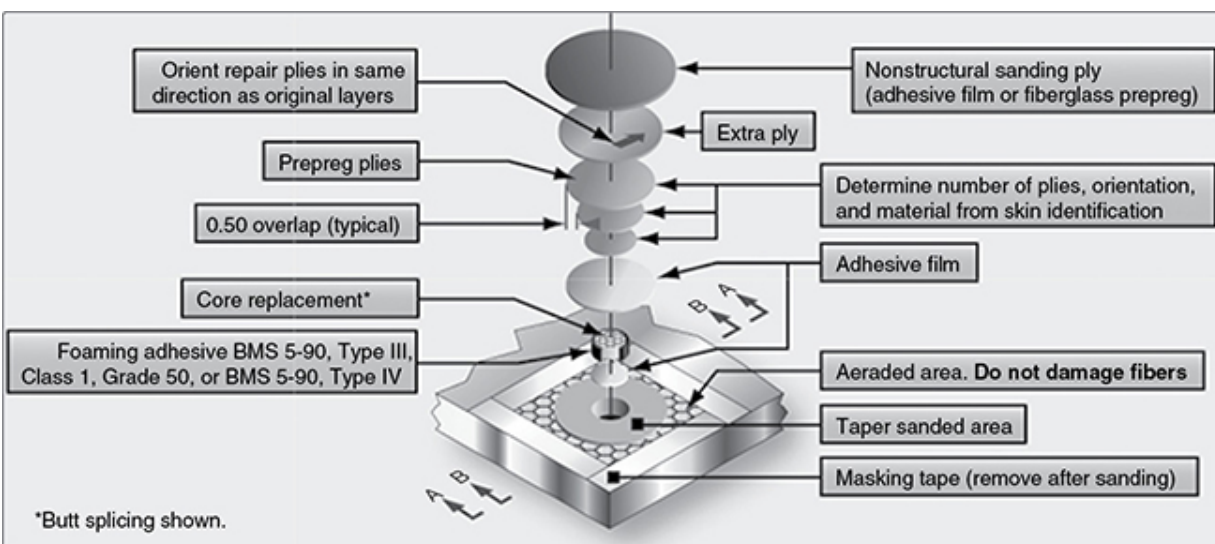 Orient repair plies in same
direction as original layers
Nonstructural sanding ply
(adhesive film or fiberglass prepreg)
Extra ply
Prepreg plies
Determine number of plies, orientation,
and material from skin identification
0.50 overlap (typical)
Adhesive film
Core replacement*
B
A
Foaming adhesive BMS 5-90, Type III,
Class 1, Grade 50, or BMS 5-90, Type IV
Aeraded area. Do not damage fibers
Taper sanded area
Masking tape (remove after sanding)
A
B
*Butt splicing shown.